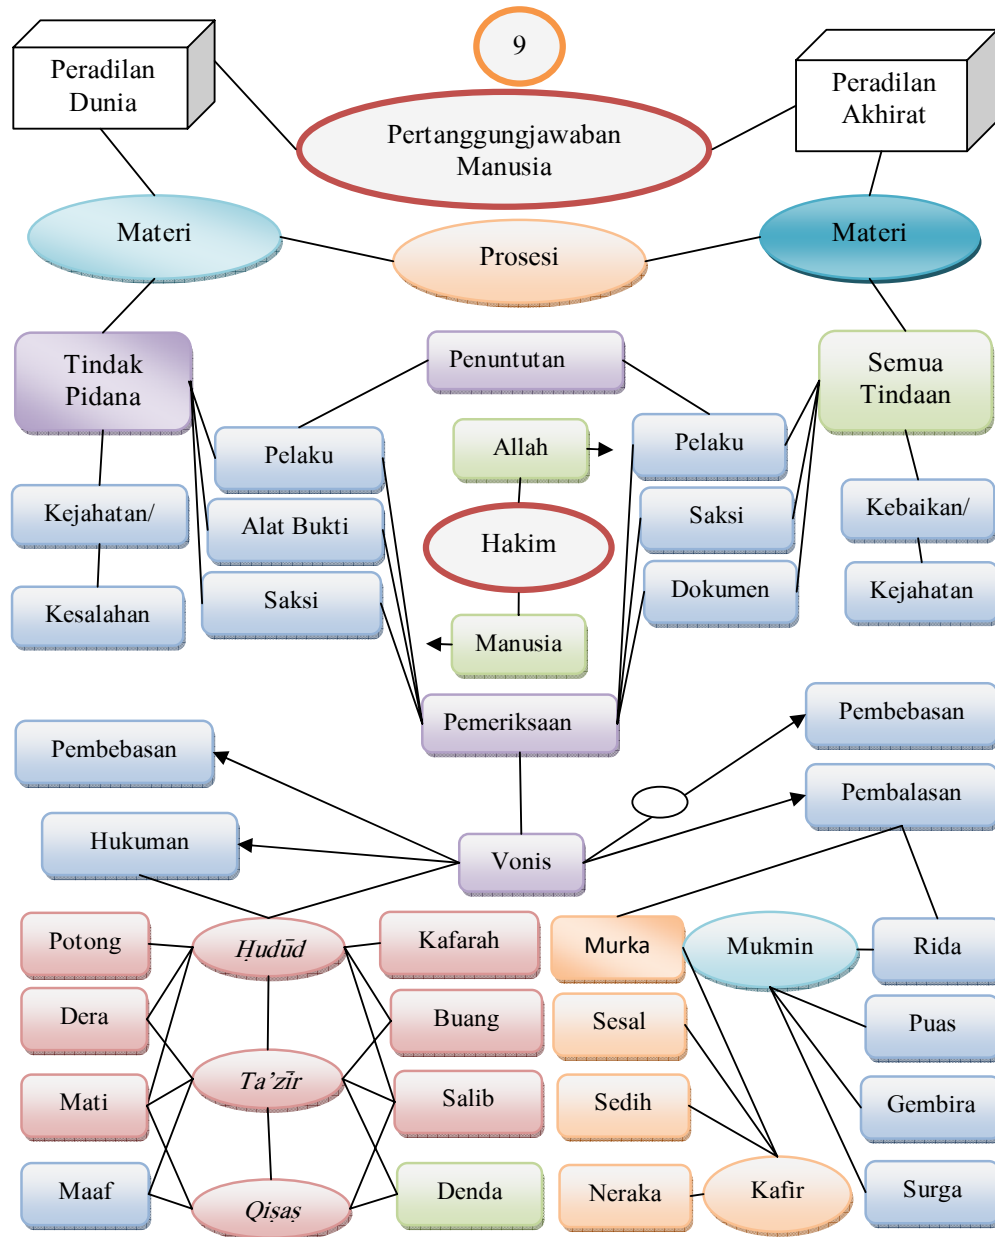 9
Peradilan
Dunia
Pertanggungjawaban
Manusia
Peradilan
Akhirat
Materi
Prosesi
Materi
Tindak
Pidana
Penuntutan
Semua
Tindaan
Pelaku
Allah
Pelaku
Kejahatan/
Alat Bukti
Hakim
Saksi
Kebaikan/
Kesalahan
Saksi
Manusia
Dokumen
Kejahatan
Pemeriksaan
Pembebasan
Pembebasan
Hukuman
Vonis
Pembalasan
Potong
Ḥudūd
Kafarah
Murka
Mukmin
Rida
Dera
Buang
Sesal
Puas
Mati
Ta’zīr
Salib
Sedih
Gembira
Maaf
Qiṣaṣ
Denda
Neraka
Kafir
Surga